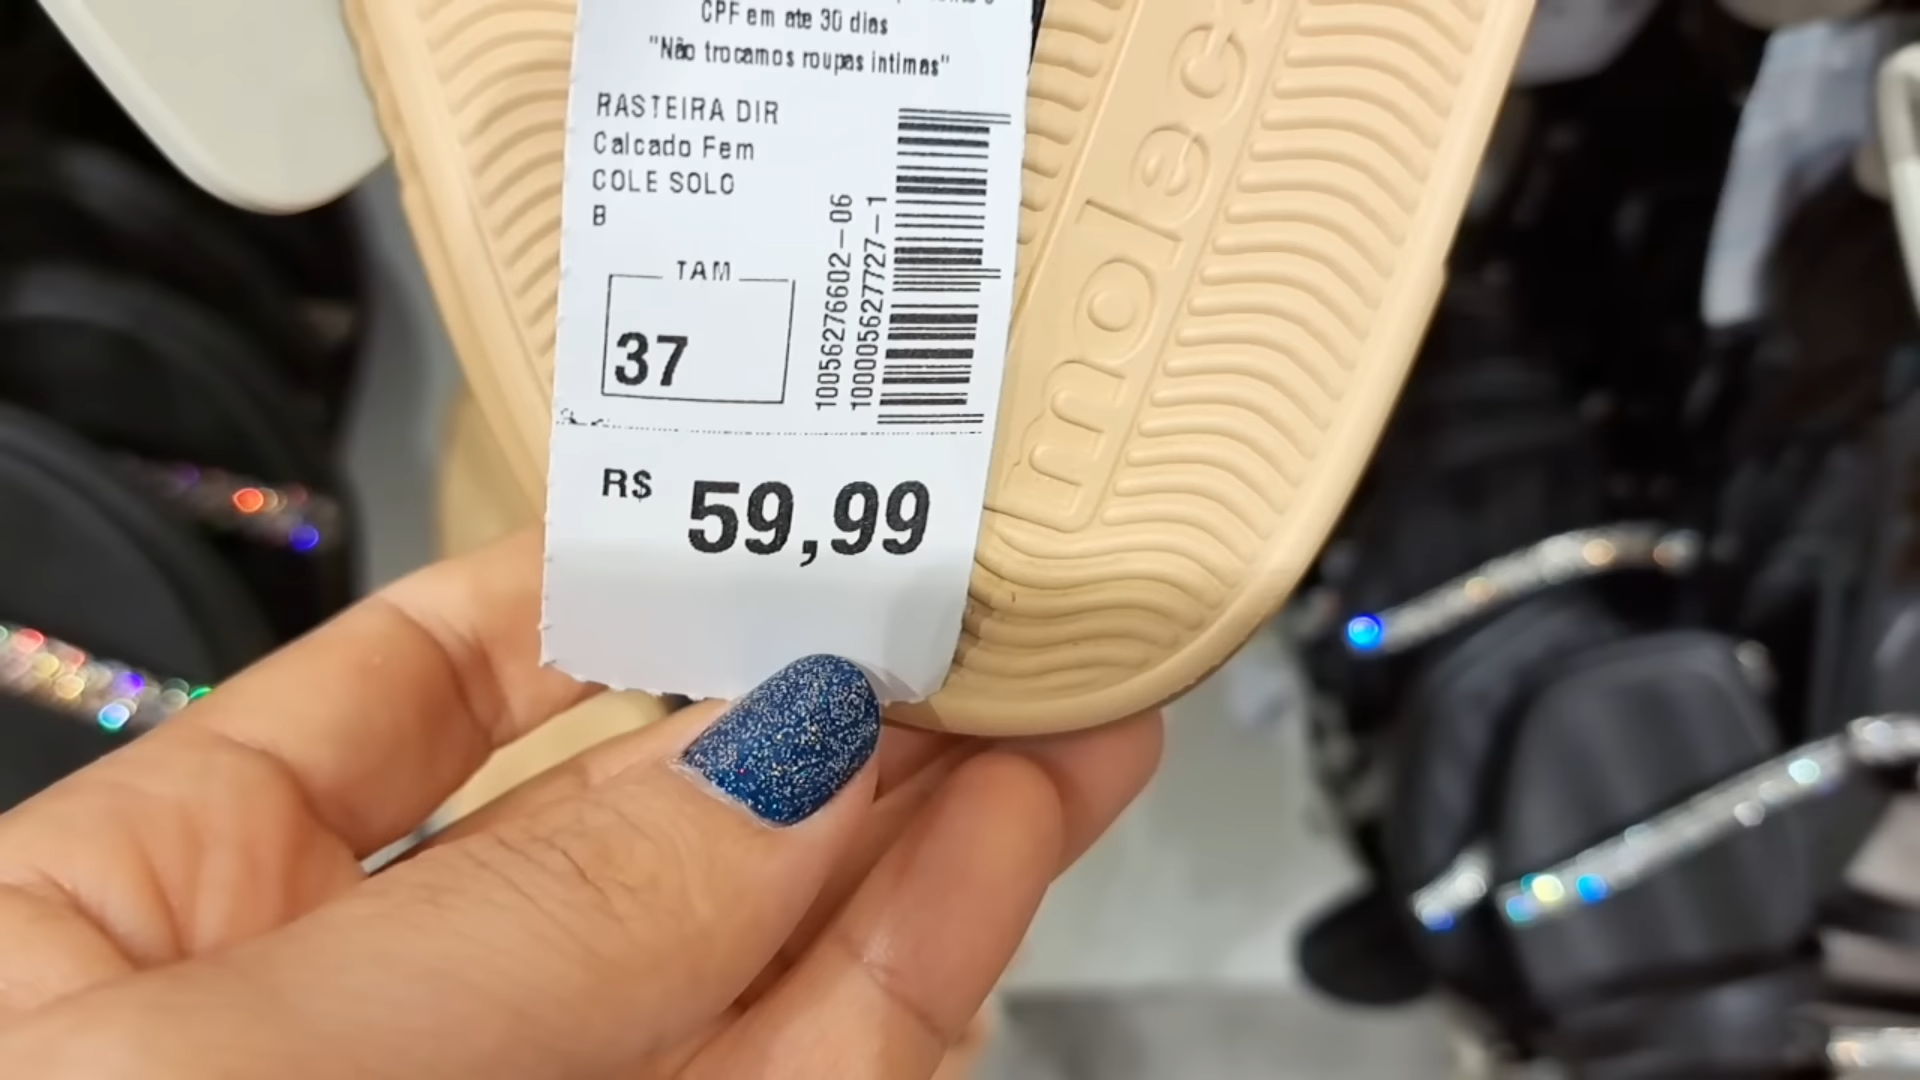 CPF em ate 30 dias
"Não trocamos roupas intimas"
RASTEIRA DIR
Calcado Fem
COLE SOLO
B
TAM
37
10056276602-06
1000056277727-1
R$ 59,99
molec